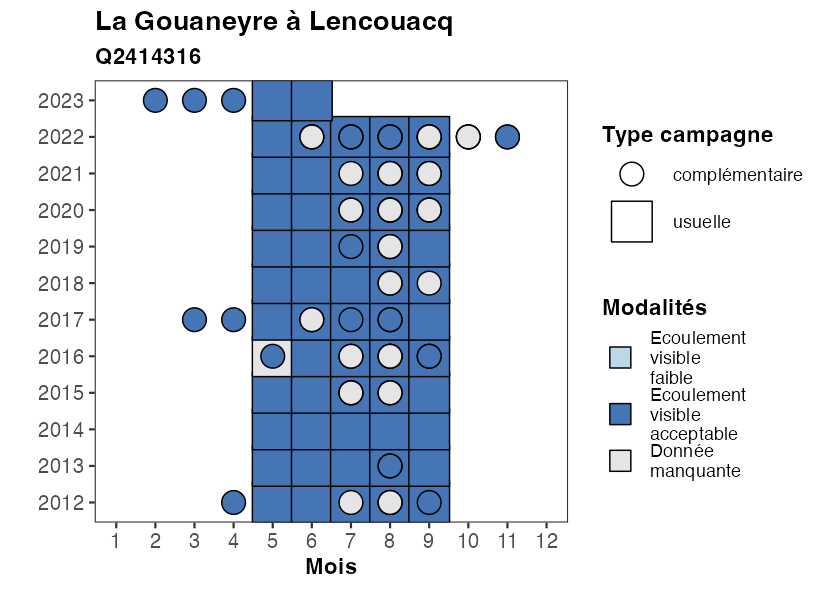 La Gouaneyre à Lencouacq
Q2414316
2023
2022
2021
2020
2019
2018
2017
2016
2015
2014
2013
2012
1 2 3 4 5 6 7 8 9 10 11 12
Mois
Type campagne
complémentaire
usuelle
Modalités
Ecoulement
visible
faible
Ecoulement
visible
acceptable
Donnée
manquante